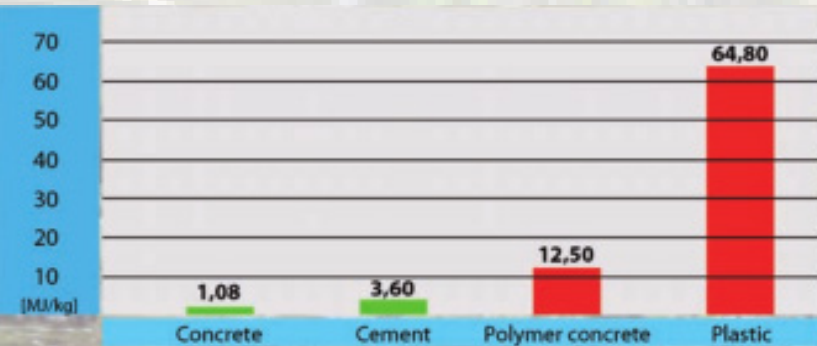 70
60
50
40
30
20
10
[MJ/kg]
1,08
3,60
12,50
64,80
Concrete
Cement
Polymer concrete
Plastic